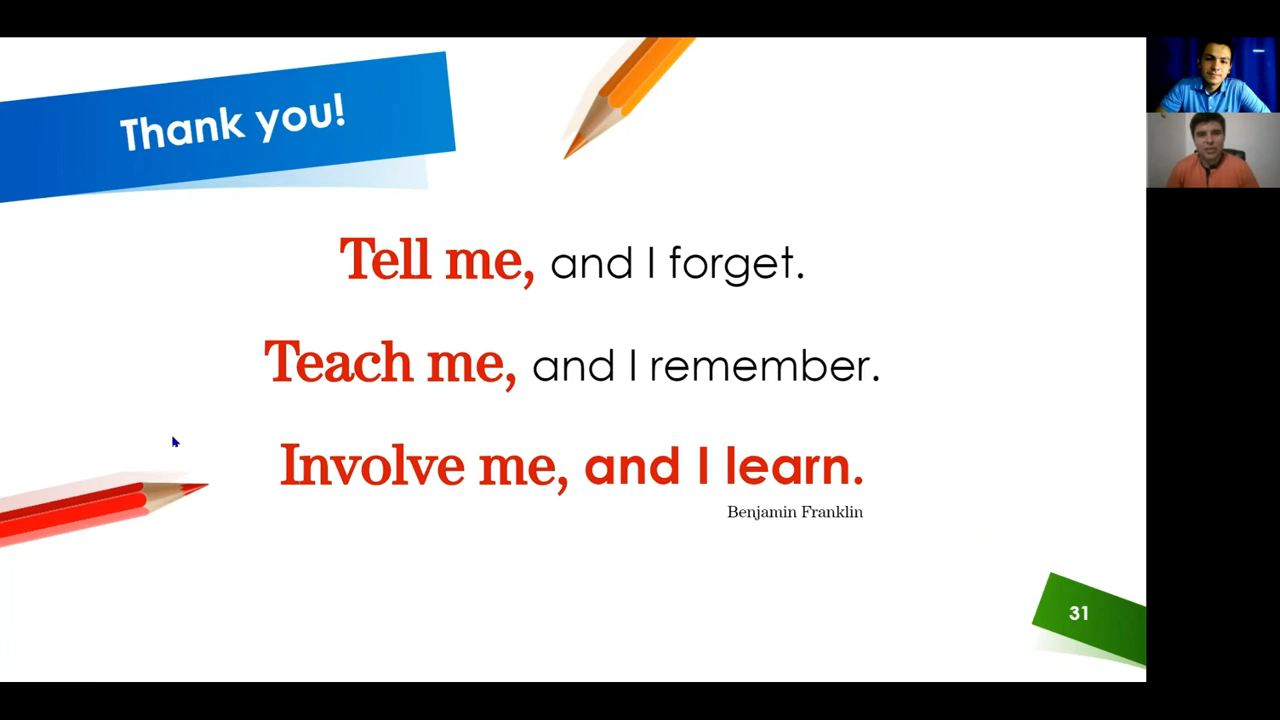 Thank you!
Tell me, and I forget.
Teach me, and I remember.
Involve me, and I learn.
Benjamin Franklin
31